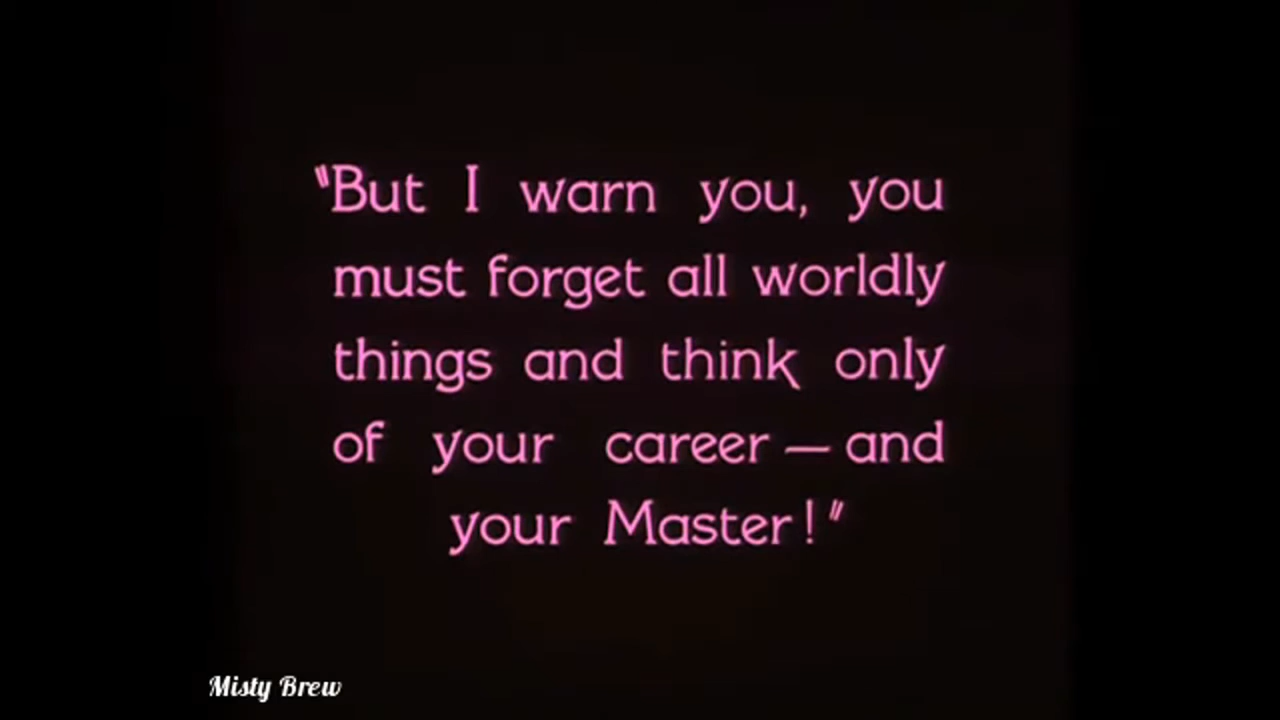 "But I warn you, you
must forget all worldly
things and think only
of your career — and
your Master!"
Misty Brew